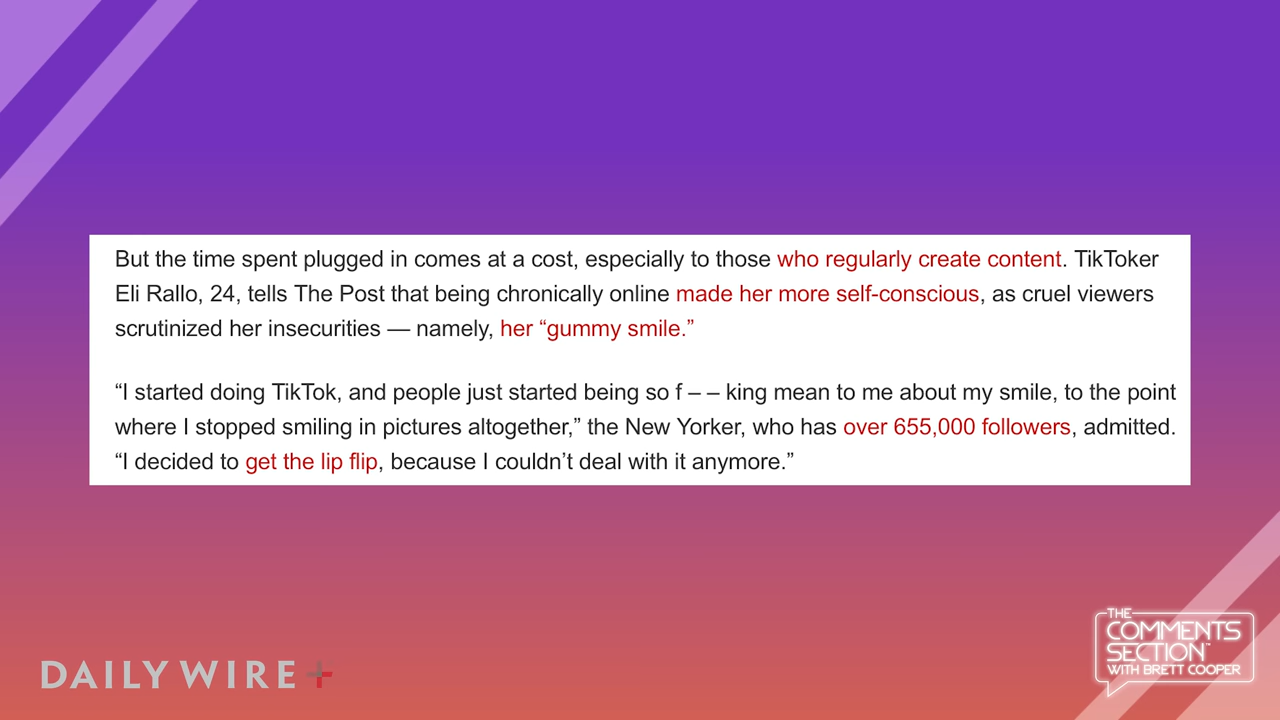 But the time spent plugged in comes at a cost, especially to those who regularly create content. TikToker
Eli Rallo, 24, tells The Post that being chronically online made her more self-conscious, as cruel viewers
scrutinized her insecurities — namely, her “gummy smile.”
“I started doing TikTok, and people just started being so f – – king mean to me about my smile, to the point
where I stopped smiling in pictures altogether,” the New Yorker, who has over 655,000 followers, admitted.
“I decided to get the lip flip, because I couldn’t deal with it anymore.”
DAILY WIRE +
THE
COMMENTS
SECTION™
WITH BRETT COOPER